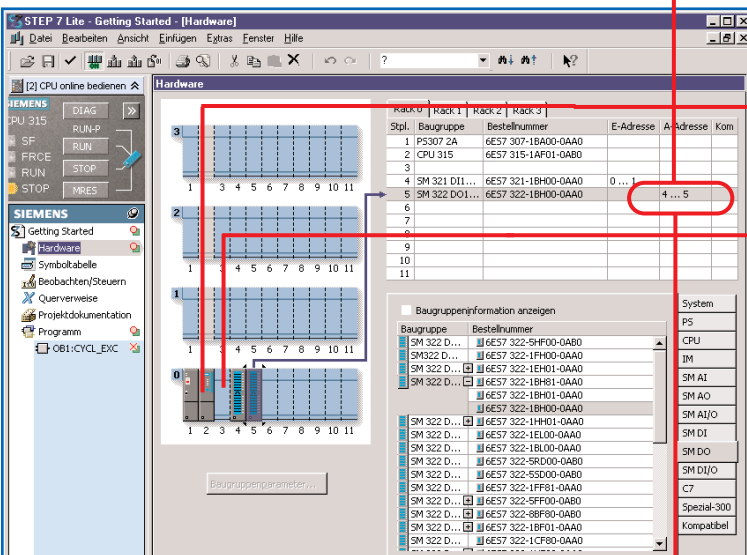 STEP 7 Lite - Getting Started - [Hardware]
Datei Bearbeiten Ansicht Einfügen Extras Fenster Hilfe
?
[2] CPU online bedienen
Hardware
SIEMENS
CPU 315
DIAG
RUN-P
SF
RUN
FRCE
RUN
STOP
STOP
MRES
SIEMENS
Getting Started
Hardware
Symboltabelle
Beobachten/Steuern
Querverweise
Projektdokumentation
Programm
OB1:CYCL_EXC
3
1 3 4 5 6 7 8 9 10 11
2
1 3 4 5 6 7 8 9 10 11
1
1 3 4 5 6 7 8 9 10 11
0
1 2 3 4 5 6 7 8 9 10 11
Baugruppenparameter...
Rack 0 Rack 1 Rack 2 Rack 3
Stpl. Baugruppe Bestellnummer E-Adresse A-Adresse Kom
1 PS307 2A 6ES7 307-1BA00-0AA0
2 CPU 315 6ES7 315-1AF01-0AB0
3
4 SM 321 DI1... 6ES7 321-1BH00-0AA0 0 ... 1
5 SM 322 DO1... 6ES7 322-1BH00-0AA0 4 ... 5
6
7
8
9
10
11
Baugruppeninformation anzeigen
Baugruppe Bestellnummer
SM 322 D... 6ES7 322-5HF00-0AB0
SM322 D... 6ES7 322-1FH00-0AA0
SM 322 D... 6ES7 322-1EH01-0AA0
SM 322 D... 6ES7 322-1BH81-0AA0
6ES7 322-1BH01-0AA0
6ES7 322-1BH00-0AA0
SM 322 D... 6ES7 322-1HH01-0AA0
SM 322 D... 6ES7 322-1EL00-0AA0
SM 322 D... 6ES7 322-1BL00-0AA0
SM 322 D... 6ES7 322-5RD00-0AB0
SM 322 D... 6ES7 322-5SD00-0AB0
SM 322 D... 6ES7 322-1FF81-0AA0
SM 322 D... 6ES7 322-5FF00-0AB0
SM 322 D... 6ES7 322-8BF80-0AB0
SM 322 D... 6ES7 322-1BF01-0AA0
SM 322 D... 6ES7 322-1CF80-0AA0
System
PS
CPU
IM
SM AI
SM AO
SM AI/O
SM DI
SM DO
SM DI/O
C7
Spezial-300
Kompatibel